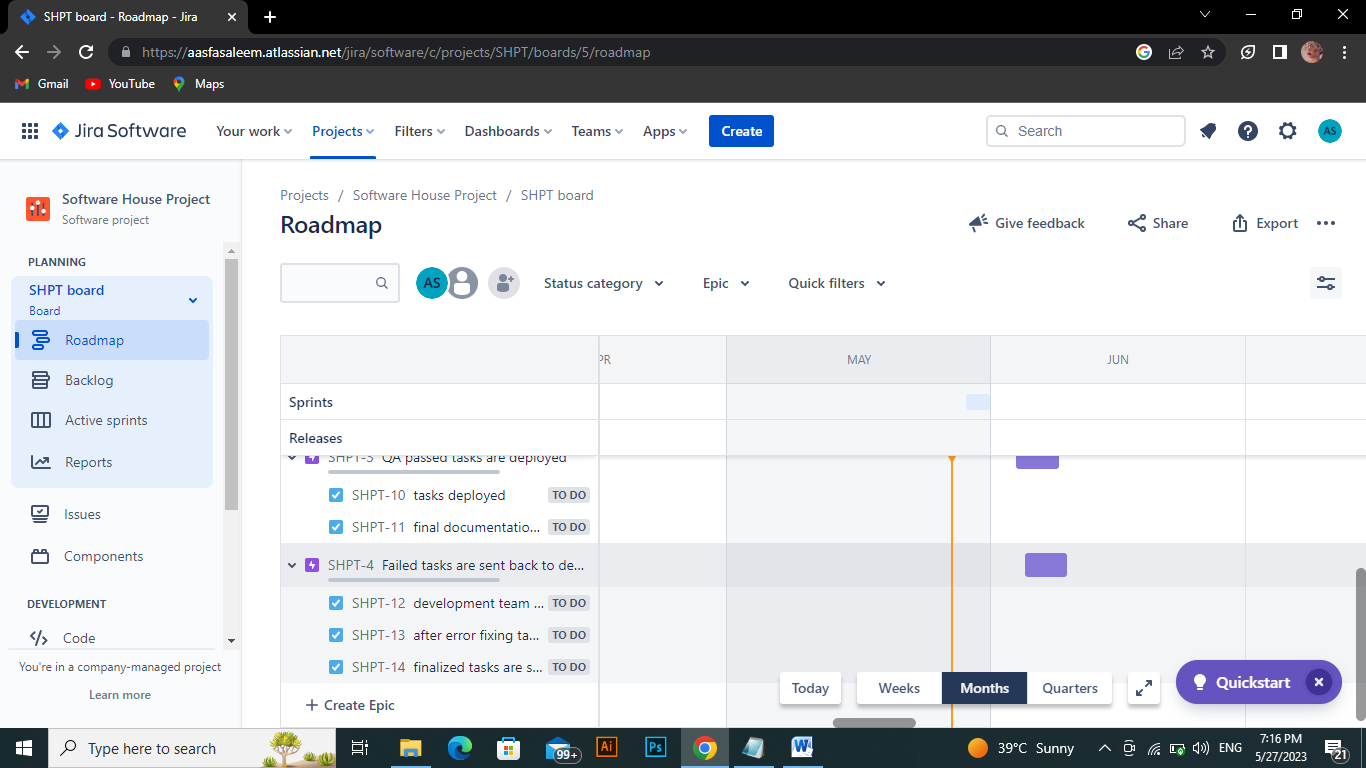 SHPT board - Roadmap - Jira
https://aasfasaleem.atlassian.net/jira/software/c/projects/SHPT/boards/5/roadmap
Gmail YouTube Maps
Jira Software Your work Projects Filters Dashboards Teams Apps Create Search AS
Software House Project
Software project
PLANNING
SHPT board
Board
Roadmap
Backlog
Active sprints
Reports
Issues
Components
DEVELOPMENT
Code
You're in a company-managed project
Learn more
Projects / Software House Project / SHPT board
Roadmap
Give feedback Share Export
AS Status category Epic Quick filters
PR MAY JUN
Sprints
Releases
SHPT-3 QA passed tasks are deployed
SHPT-10 tasks deployed TO DO
SHPT-11 final documentatio... TO DO
SHPT-4 Failed tasks are sent back to de...
SHPT-12 development team ... TO DO
SHPT-13 after error fixing ta... TO DO
SHPT-14 finalized tasks are s... TO DO
+ Create Epic
Today Weeks Months Quarters
Quickstart
Type here to search
99+ Ai Ps W
39°C Sunny ENG
7:16 PM
5/27/2023
21